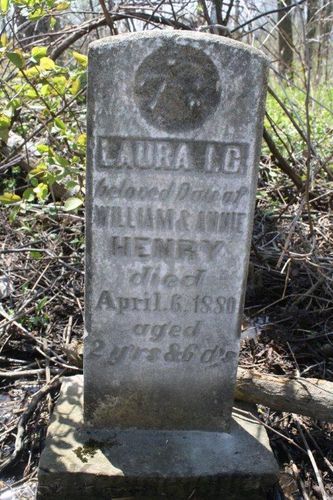 LAURA I.C.
beloved Dau. of
WILLIAM & ANNIE
HENRY
died
April. 6, 1880
aged
2 yrs & 6 d's